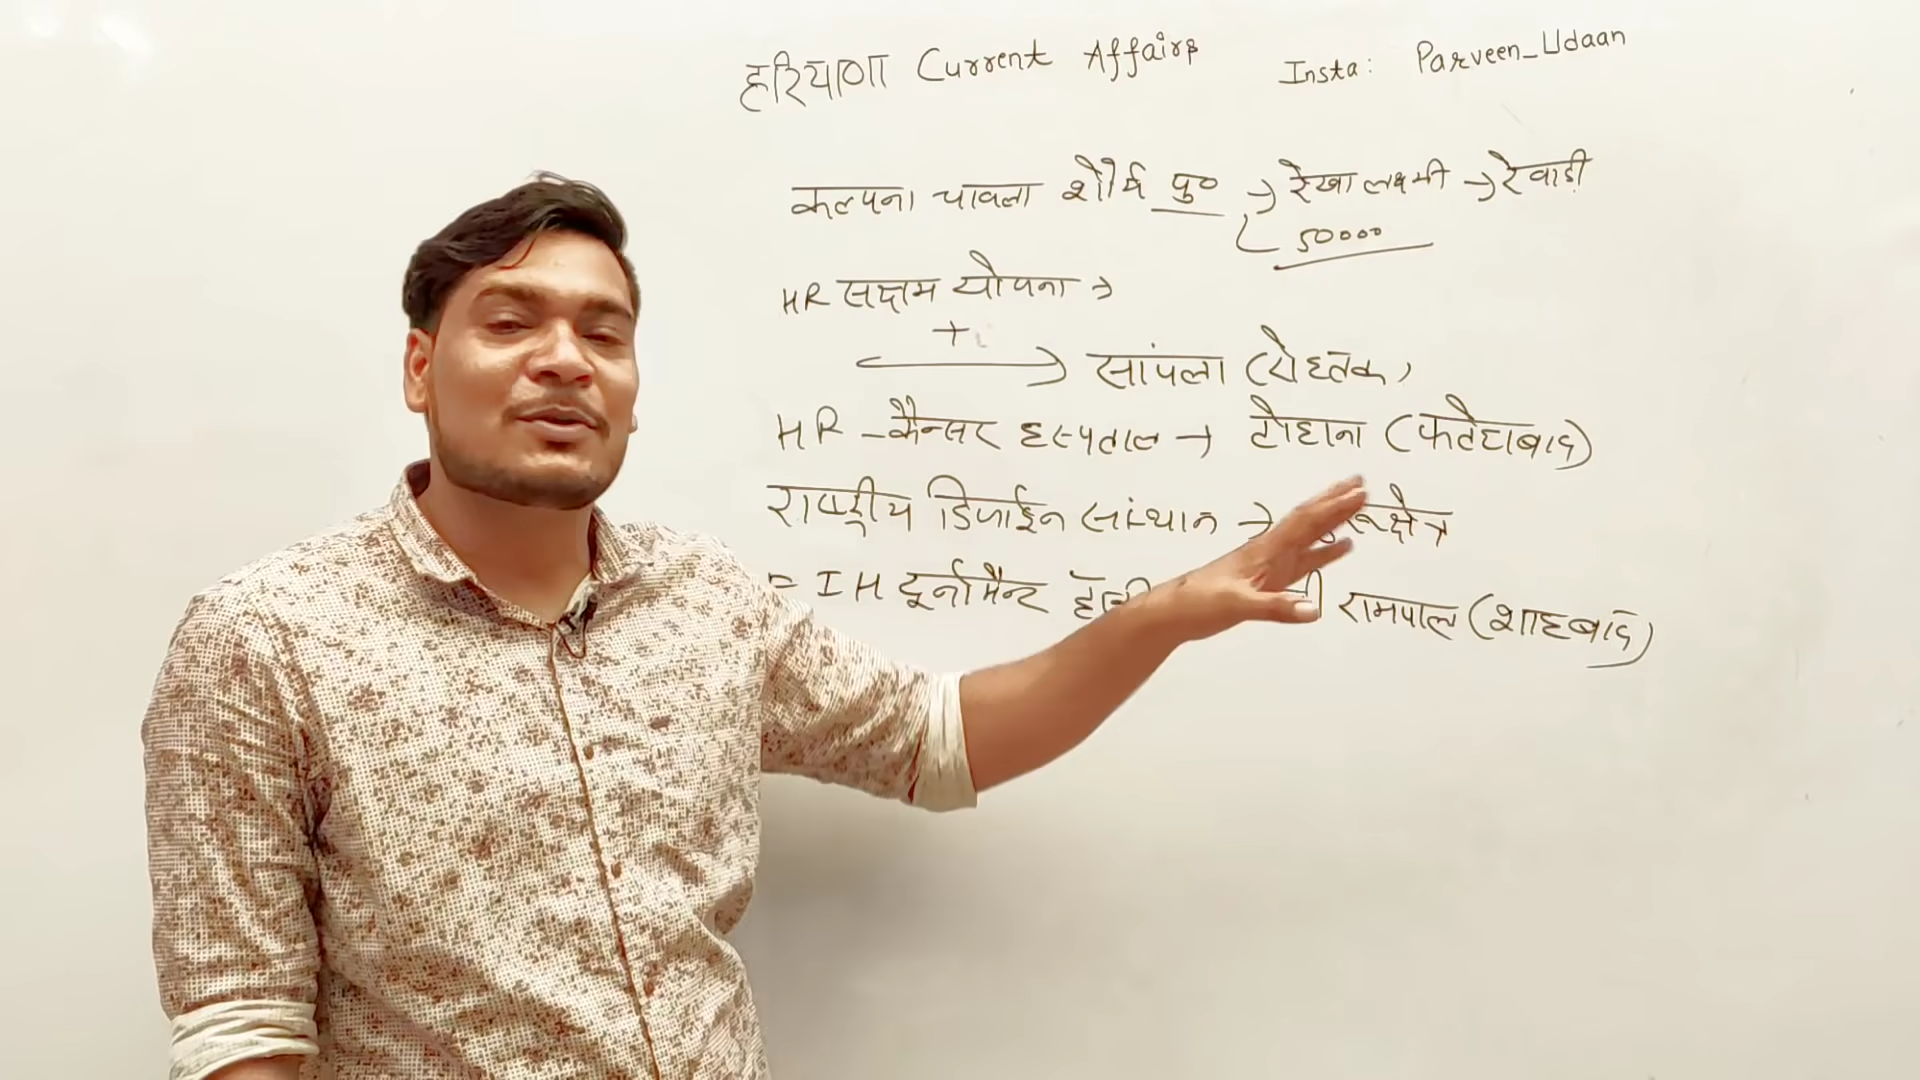 हरियाणा Current Affairs Insta: Parveen_Udaan
कल्पना चावला शौर्य पु० → रेखा लक्ष्मी → रेवाड़ी
50000
HR सक्षम योजना →
+
→ सांपला (रोहतक)
HR - कैन्सर हस्पताल → टोहाना (फतेहाबाद)
राष्ट्रीय डिजाईन संस्थान → कुरूक्षेत्र
FIH टूर्नामैन्ट रामपाल (शाहबाद)